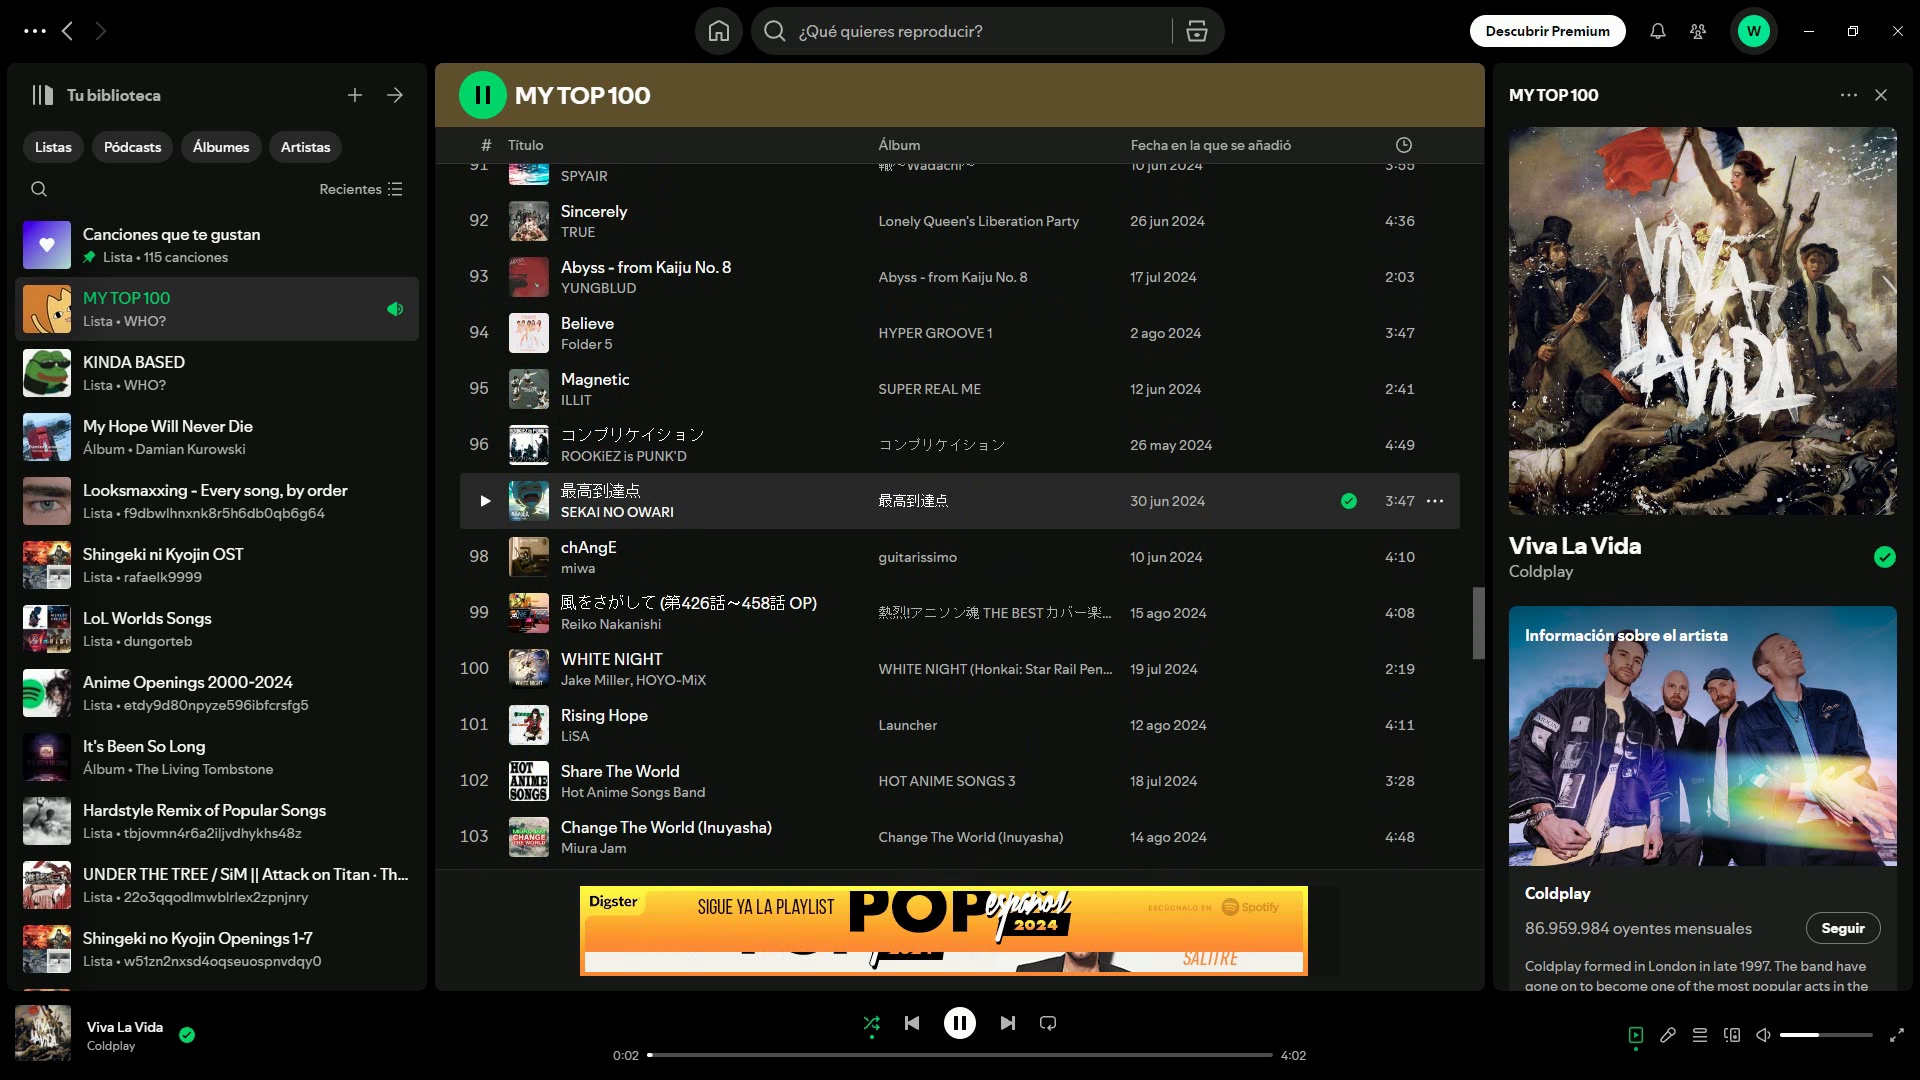 ¿Qué quieres reproducir?
Descubrir Premium
W
Tu biblioteca
Listas
Pódcasts
Álbumes
Artistas
Recientes
Canciones que te gustan
Lista • 115 canciones
MY TOP 100
Lista • WHO?
KINDA BASED
Lista • WHO?
My Hope Will Never Die
Álbum • Damian Kurowski
Looksmaxxing - Every song, by order
Lista • f9dbwlhnxnk8r5h6db0qb6g64
Shingeki ni Kyojin OST
Lista • rafaelk9999
LoL Worlds Songs
Lista • dungorteb
Anime Openings 2000-2024
Lista • etdy9d80npyze596ibfcrsfg5
It's Been So Long
Álbum • The Living Tombstone
Hardstyle Remix of Popular Songs
Lista • tbjovmn4r6a2iljvdhykhs48z
UNDER THE TREE / SiM || Attack on Titan · Th...
Lista • 22o3qqodlmwblrlex2zpnjnry
Shingeki no Kyojin Openings 1-7
Lista • w51zn2nxsd4oqseuospnvdqy0
MY TOP 100
# Título Álbum Fecha en la que se añadió
91 轍~Wadachi~ 10 jun 2024 3:55
SPYAIR
92 Sincerely Lonely Queen's Liberation Party 26 jun 2024 4:36
TRUE
93 Abyss - from Kaiju No. 8 Abyss - from Kaiju No. 8 17 jul 2024 2:03
YUNGBLUD
94 Believe HYPER GROOVE 1 2 ago 2024 3:47
Folder 5
95 Magnetic SUPER REAL ME 12 jun 2024 2:41
ILLIT
96 コンプリケイション コンプリケイション 26 may 2024 4:49
ROOKiEZ is PUNK'D
最高到達点 最高到達点 30 jun 2024 3:47
SEKAI NO OWARI
98 chAngE guitarissimo 10 jun 2024 4:10
miwa
99 風をさがして (第426話〜458話 OP) 熱烈!アニソン魂 THE BEST カバー楽... 15 ago 2024 4:08
Reiko Nakanishi
100 WHITE NIGHT WHITE NIGHT (Honkai: Star Rail Pen... 19 jul 2024 2:19
Jake Miller, HOYO-MiX
101 Rising Hope Launcher 12 ago 2024 4:11
LiSA
102 Share The World HOT ANIME SONGS 3 18 jul 2024 3:28
Hot Anime Songs Band
103 Change The World (Inuyasha) Change The World (Inuyasha) 14 ago 2024 4:48
Miura Jam
HOT ANIME SONGS
CHANGE THE WORLD
WHITE NIGHT
Digster
SIGUE YA LA PLAYLIST
POP español
2024
ESCÚCHALO EN Spotify
SALITRE
MY TOP 100
VIVA LA VIDA
Viva La Vida
Coldplay
Información sobre el artista
Coldplay
86.959.984 oyentes mensuales
Seguir
Coldplay formed in London in late 1997. The band have
gone on to become one of the most popular acts in the
Viva La Vida
Coldplay
0:02
4:02